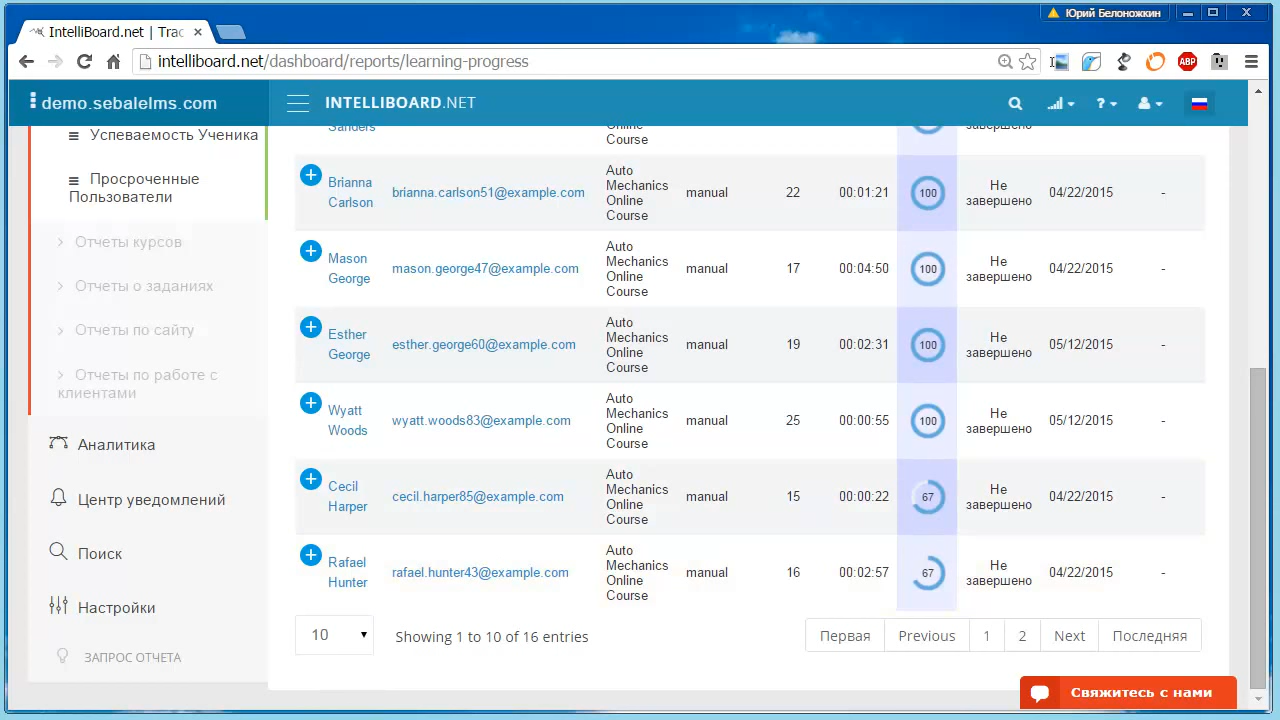 Юрий Белоножкин
IntelliBoard.net | Trac
intelliboard.net/dashboard/reports/learning-progress
ABP
demo.sebalelms.com
INTELLIBOARD.NET
Успеваемость Ученика
Просроченные
Пользователи
Отчеты курсов
Отчеты о заданиях
Отчеты по сайту
Отчеты по работе с
клиентами
Аналитика
Центр уведомлений
Поиск
Настройки
ЗАПРОС ОТЧЕТА
Sanders
Online
Course
завершено
Brianna
Carlson
brianna.carlson51@example.com
Auto
Mechanics
Online
Course
manual
22
00:01:21
100
Не
завершено
04/22/2015
-
Mason
George
mason.george47@example.com
Auto
Mechanics
Online
Course
manual
17
00:04:50
100
Не
завершено
04/22/2015
-
Esther
George
esther.george60@example.com
Auto
Mechanics
Online
Course
manual
19
00:02:31
100
Не
завершено
05/12/2015
-
Wyatt
Woods
wyatt.woods83@example.com
Auto
Mechanics
Online
Course
manual
25
00:00:55
100
Не
завершено
05/12/2015
-
Cecil
Harper
cecil.harper85@example.com
Auto
Mechanics
Online
Course
manual
15
00:00:22
67
Не
завершено
04/22/2015
-
Rafael
Hunter
rafael.hunter43@example.com
Auto
Mechanics
Online
Course
manual
16
00:02:57
67
Не
завершено
04/22/2015
-
10
Showing 1 to 10 of 16 entries
Первая
Previous
1
2
Next
Последняя
Свяжитесь с нами